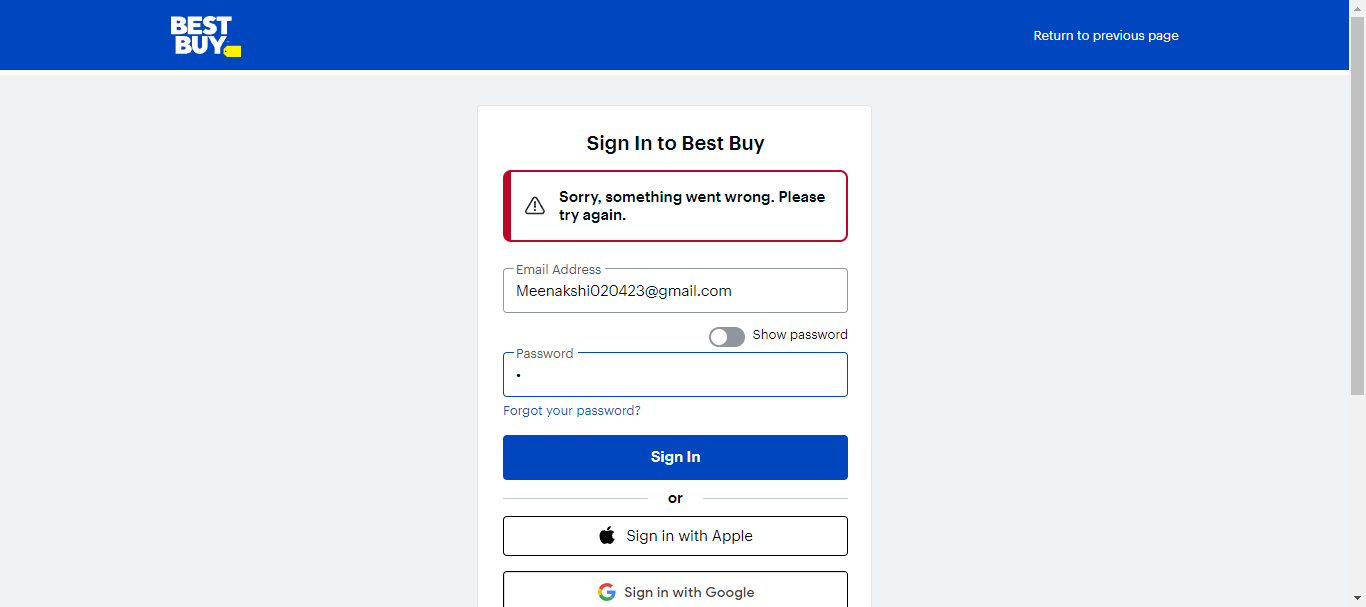 BEST
BUY
Return to previous page
Sign In to Best Buy
Sorry, something went wrong. Please
try again.
Email Address
Meenakshi020423@gmail.com
Show password
Password
•
Forgot your password?
Sign In
or
Sign in with Apple
Sign in with Google